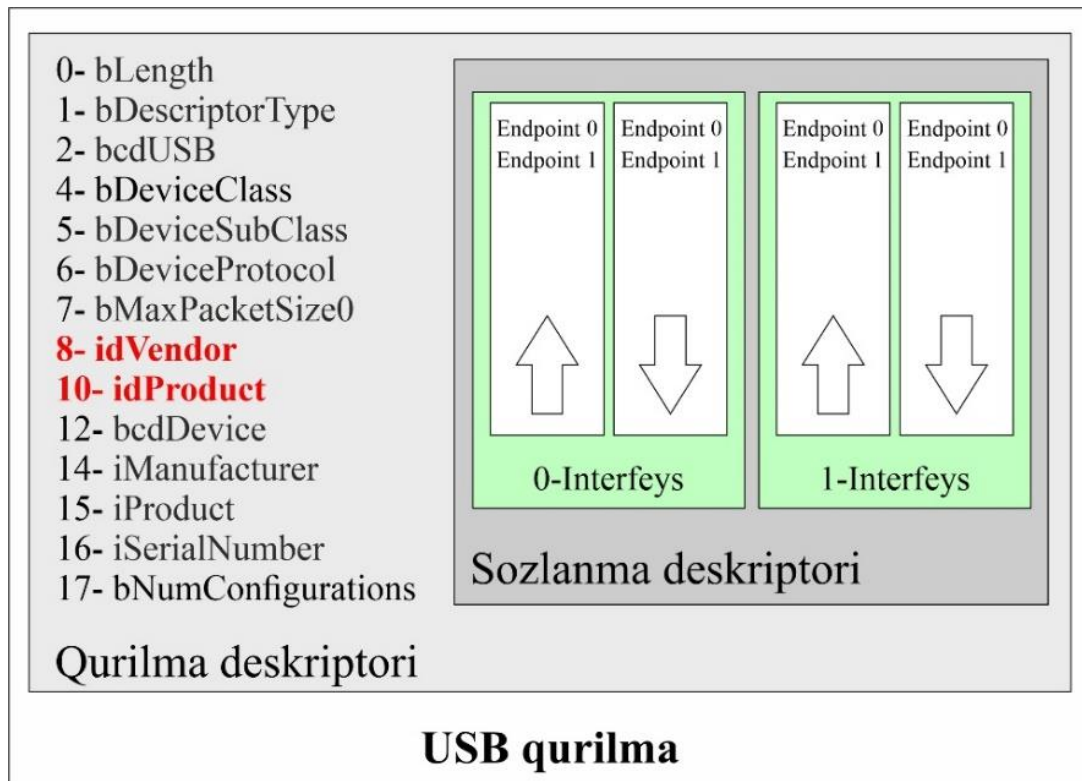 0- bLength
1- bDescriptorType
2- bcdUSB
4- bDeviceClass
5- bDeviceSubClass
6- bDeviceProtocol
7- bMaxPacketSize0
8- idVendor
10- idProduct
12- bcdDevice
14- iManufacturer
15- iProduct
16- iSerialNumber
17- bNumConfigurations
Qurilma deskriptori
Endpoint 0
Endpoint 1
Endpoint 0
Endpoint 1
0-Interfeys
Endpoint 0
Endpoint 1
Endpoint 0
Endpoint 1
1-Interfeys
Sozlanma deskriptori
USB qurilma